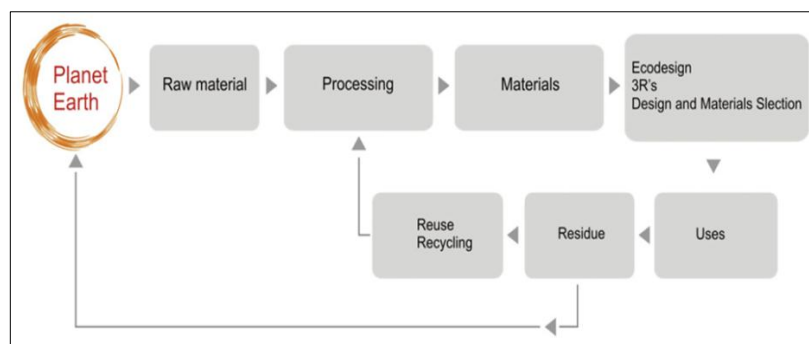 Planet
Earth
Raw material
Processing
Materials
Ecodesign
3R's
Design and Materials Slection
Reuse
Recycling
Residue
Uses